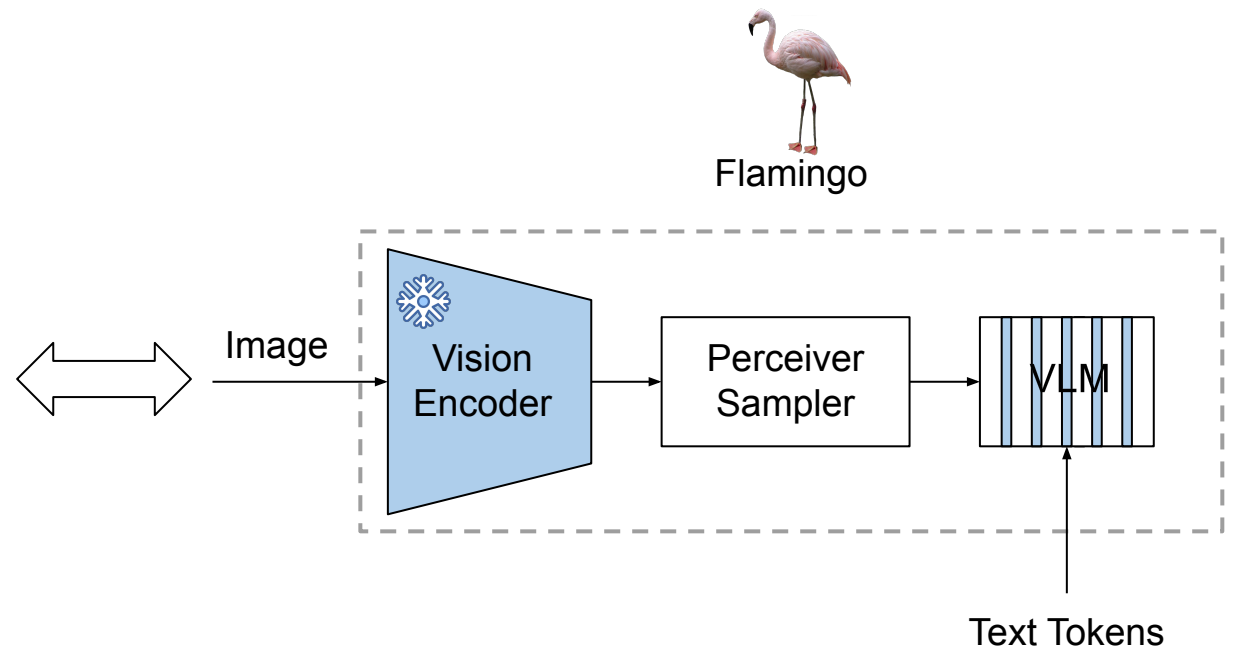 Flamingo
Image
Vision
Encoder
Perceiver
Sampler
VLM
Text Tokens